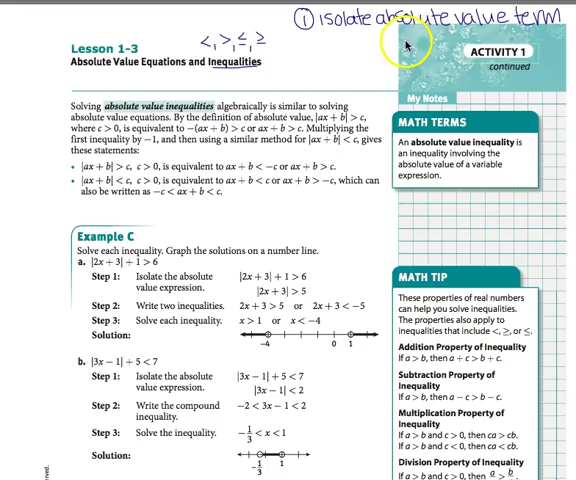 ① isolate absolute value term
<, >, ≤, ≥
Lesson 1-3
Absolute Value Equations and Inequalities
ACTIVITY 1
continued
My Notes
Solving absolute value inequalities algebraically is similar to solving
absolute value equations. By the definition of absolute value, |ax + b| > c,
where c > 0, is equivalent to −(ax + b) > c or ax + b > c. Multiplying the
first inequality by −1, and then using a similar method for |ax + b| < c, gives
these statements:
• |ax + b| > c, c > 0, is equivalent to ax + b < −c or ax + b > c.
• |ax + b| < c, c > 0, is equivalent to ax + b < c or ax + b > −c, which can
also be written as −c < ax + b < c.
MATH TERMS
An absolute value inequality is
an inequality involving the
absolute value of a variable
expression.
Example C
Solve each inequality. Graph the solutions on a number line.
a. |2x + 3| + 1 > 6
Step 1: Isolate the absolute |2x + 3| + 1 > 6
value expression. |2x + 3| > 5
Step 2: Write two inequalities. 2x + 3 > 5 or 2x + 3 < −5
Step 3: Solve each inequality. x > 1 or x < −4
Solution: −4 0 1
b. |3x − 1| + 5 < 7
Step 1: Isolate the absolute |3x − 1| + 5 < 7
value expression. |3x − 1| < 2
Step 2: Write the compound −2 < 3x − 1 < 2
inequality.
Step 3: Solve the inequality. −1/3 < x < 1
Solution: −1/3 1
MATH TIP
These properties of real numbers
can help you solve inequalities.
The properties also apply to
inequalities that include <, ≥, or ≤.
Addition Property of Inequality
If a > b, then a + c > b + c.
Subtraction Property of
Inequality
If a > b, then a − c > b − c.
Multiplication Property of
Inequality
If a > b and c > 0, then ca > cb.
If a > b and c < 0, then ca < cb.
Division Property of Inequality
If a > b and c > 0, then a/c > b/c
served.